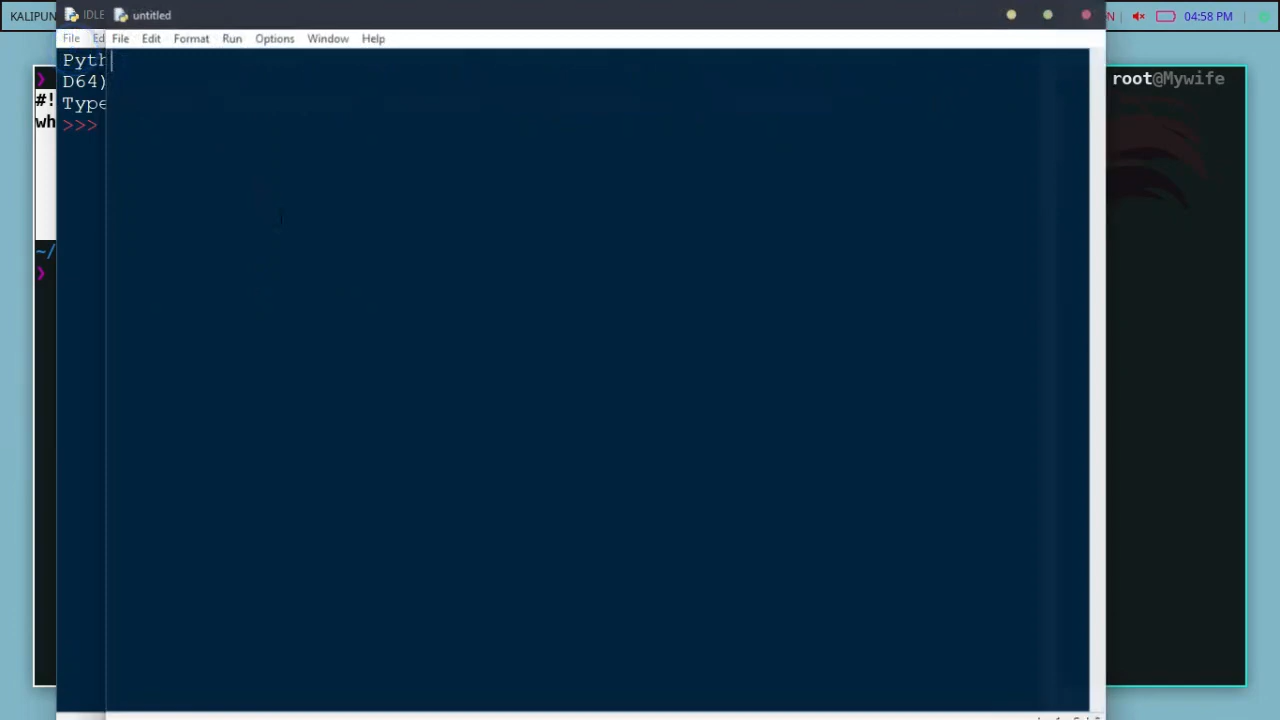 KALIPUN
IDLE
untitled
N
04:58 PM
File Ed
File Edit Format Run Options Window Help
Pyth
D64)
Type
>>>
❯
#!
wh
~/
❯
root@Mywife